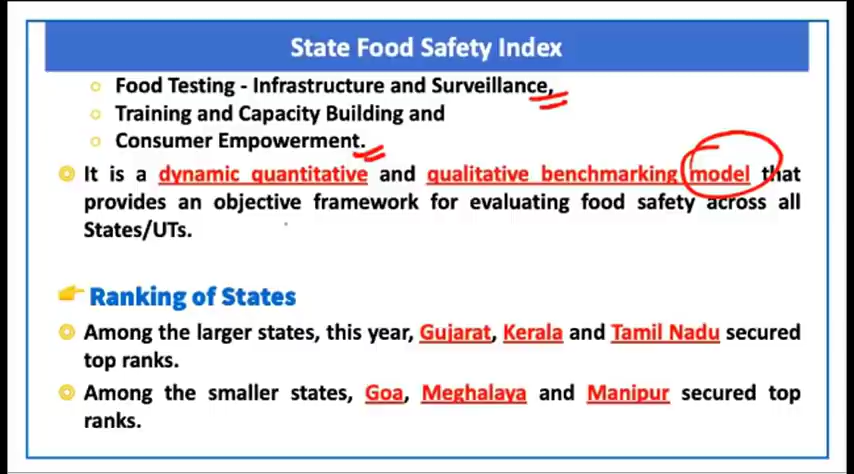 State Food Safety Index
Food Testing - Infrastructure and Surveillance,
Training and Capacity Building and
Consumer Empowerment.
It is a dynamic quantitative and qualitative benchmarking model that
provides an objective framework for evaluating food safety across all
States/UTs.
Ranking of States
Among the larger states, this year, Gujarat, Kerala and Tamil Nadu secured
top ranks.
Among the smaller states, Goa, Meghalaya and Manipur secured top
ranks.